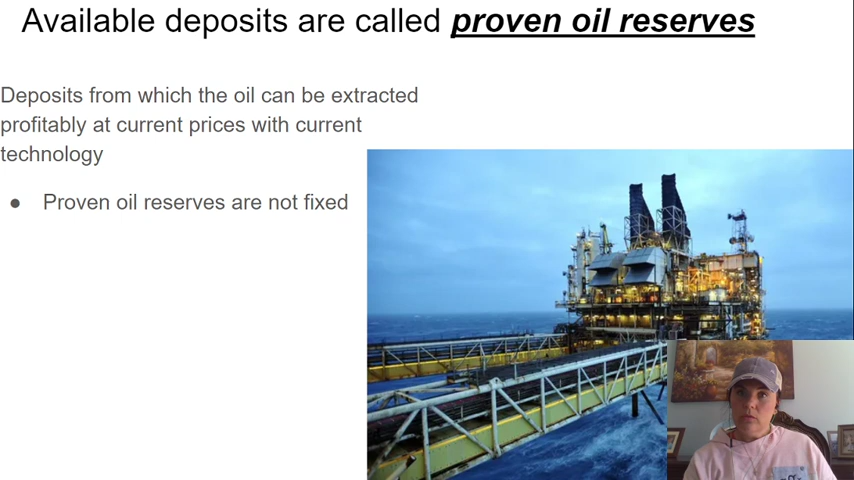 Available deposits are called proven oil reserves
Deposits from which the oil can be extracted
profitably at current prices with current
technology
● Proven oil reserves are not fixed